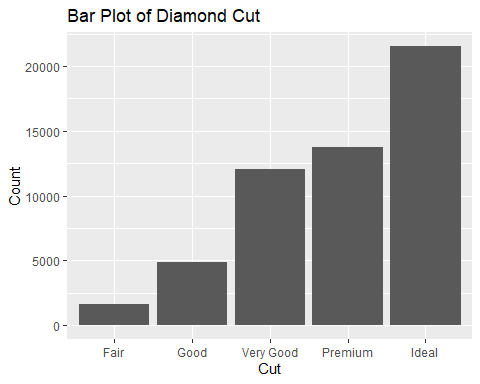 Bar Plot of Diamond Cut
Count
20000
15000
10000
5000
0
Fair Good Very Good Premium Ideal
Cut